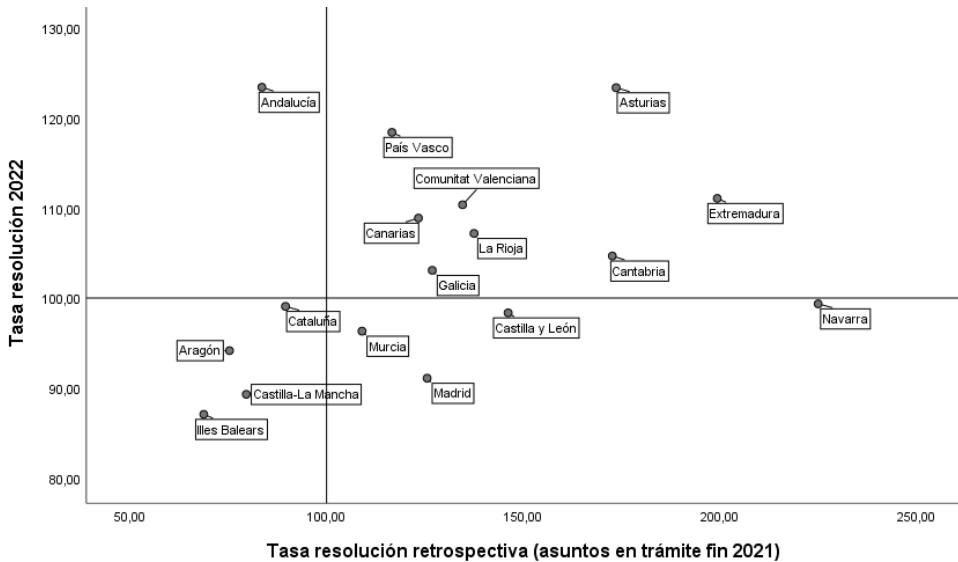 130,00
Andalucía
Asturias
120,00
País Vasco
Comunitat Valenciana
110,00
Extremadura
Canarias
La Rioja
Cantabria
Galicia
100,00
Cataluña
Navarra
Castilla y León
Murcia
Aragón
90,00
Castilla-La Mancha
Madrid
Illes Balears
80,00
Tasa resolución 2022
50,00 100,00 150,00 200,00 250,00
Tasa resolución retrospectiva (asuntos en trámite fin 2021)